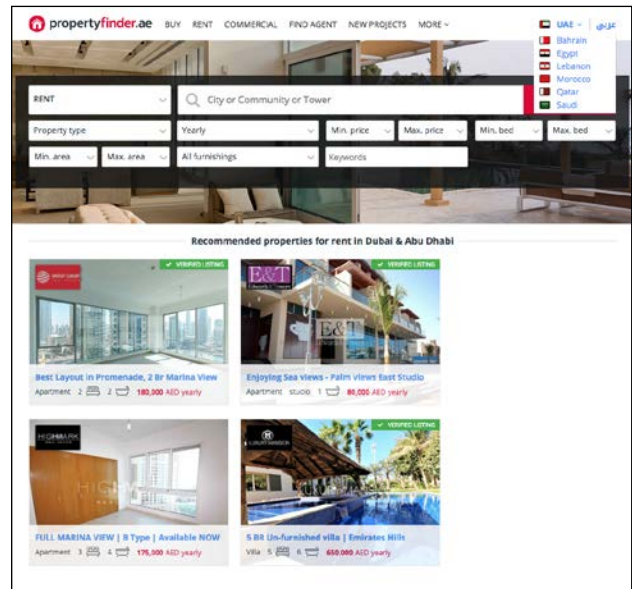 propertyfinder.ae BUY RENT COMMERCIAL FIND AGENT NEW PROJECTS MORE UAE عربي
Bahrain
Egypt
Lebanon
Morocco
Qatar
Saudi
RENT City or Community or Tower
Property type Yearly Min. price Max. price Min. bed Max. bed
Min. area Max. area All furnishings Keywords
Recommended properties for rent in Dubai & Abu Dhabi
VERIFIED LISTING
VERIFIED LISTING
E&T
E&T
Best Layout in Promenade, 2 Br Marina View
Apartment 2 2 180,000 AED yearly
Enjoying Sea views - Palm views East Studio
Apartment studio 1 80,000 AED yearly
HIGHMARK
VERIFIED LISTING
FULL MARINA VIEW | B Type | Available NOW
Apartment 3 4 175,000 AED yearly
5 BR Un-furnished villa | Emirates Hills
Villa 5 6 650,000 AED yearly